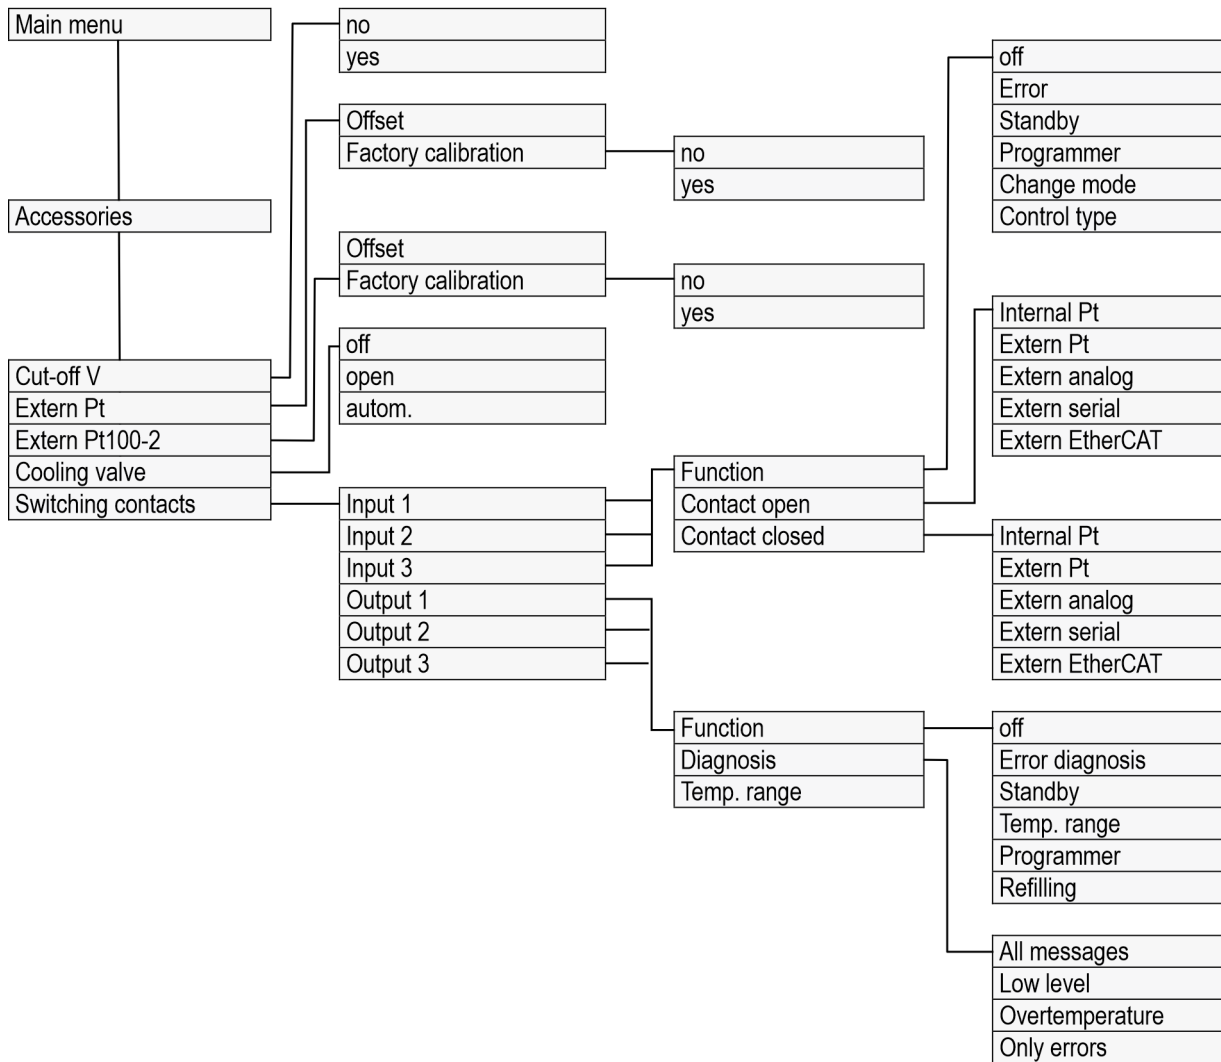 Main menu
Accessories
Cut-off V
Extern Pt
Extern Pt100-2
Cooling valve
Switching contacts
no
yes
Offset
Factory calibration
Offset
Factory calibration
off
open
autom.
Input 1
Input 2
Input 3
Output 1
Output 2
Output 3
no
yes
no
yes
Function
Contact open
Contact closed
Function
Diagnosis
Temp. range
off
Error
Standby
Programmer
Change mode
Control type
Internal Pt
Extern Pt
Extern analog
Extern serial
Extern EtherCAT
Internal Pt
Extern Pt
Extern analog
Extern serial
Extern EtherCAT
off
Error diagnosis
Standby
Temp. range
Programmer
Refilling
All messages
Low level
Overtemperature
Only errors